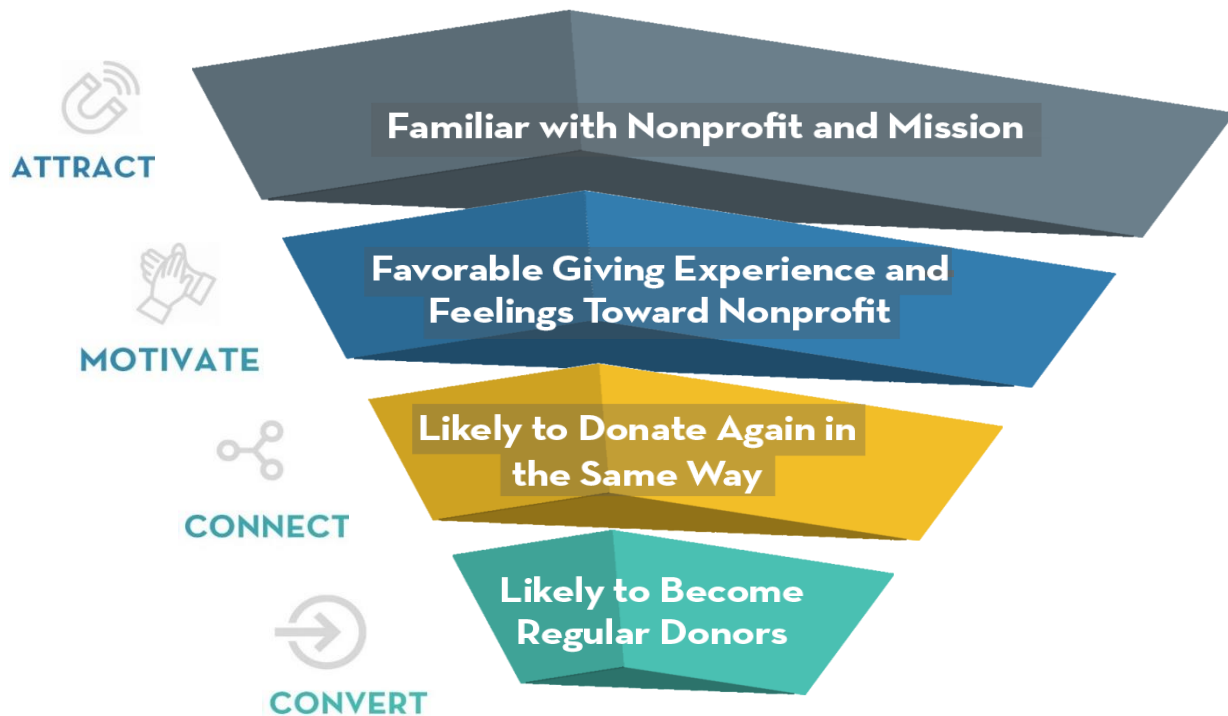 ATTRACT
Familiar with Nonprofit and Mission
MOTIVATE
Favorable Giving Experience and
Feelings Toward Nonprofit
CONNECT
Likely to Donate Again in
the Same Way
CONVERT
Likely to Become
Regular Donors